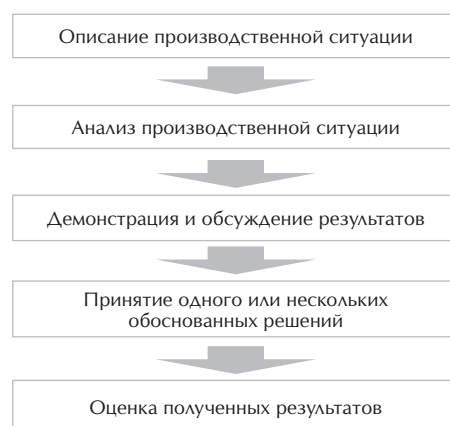 Описание производственной ситуации
Анализ производственной ситуации
Демонстрация и обсуждение результатов
Принятие одного или нескольких
обоснованных решений
Оценка полученных результатов